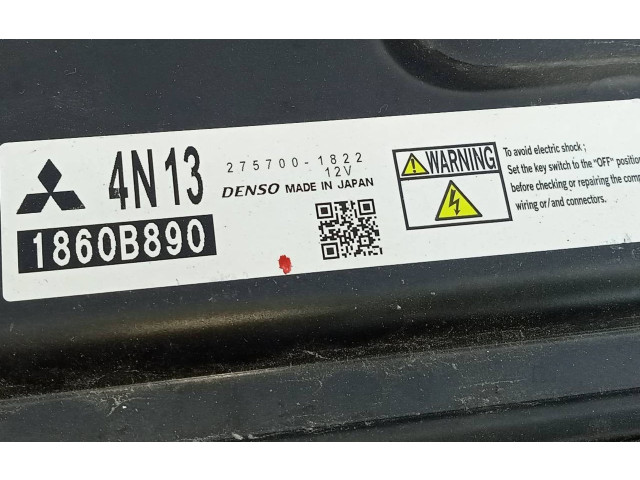 4N13
1860B890
275700-1822
12V
DENSO MADE IN JAPAN
WARNING
To avoid electric shock ;
Set the key switch to the "OFF" position
before checking or repairing the
wiring or/and connectors.